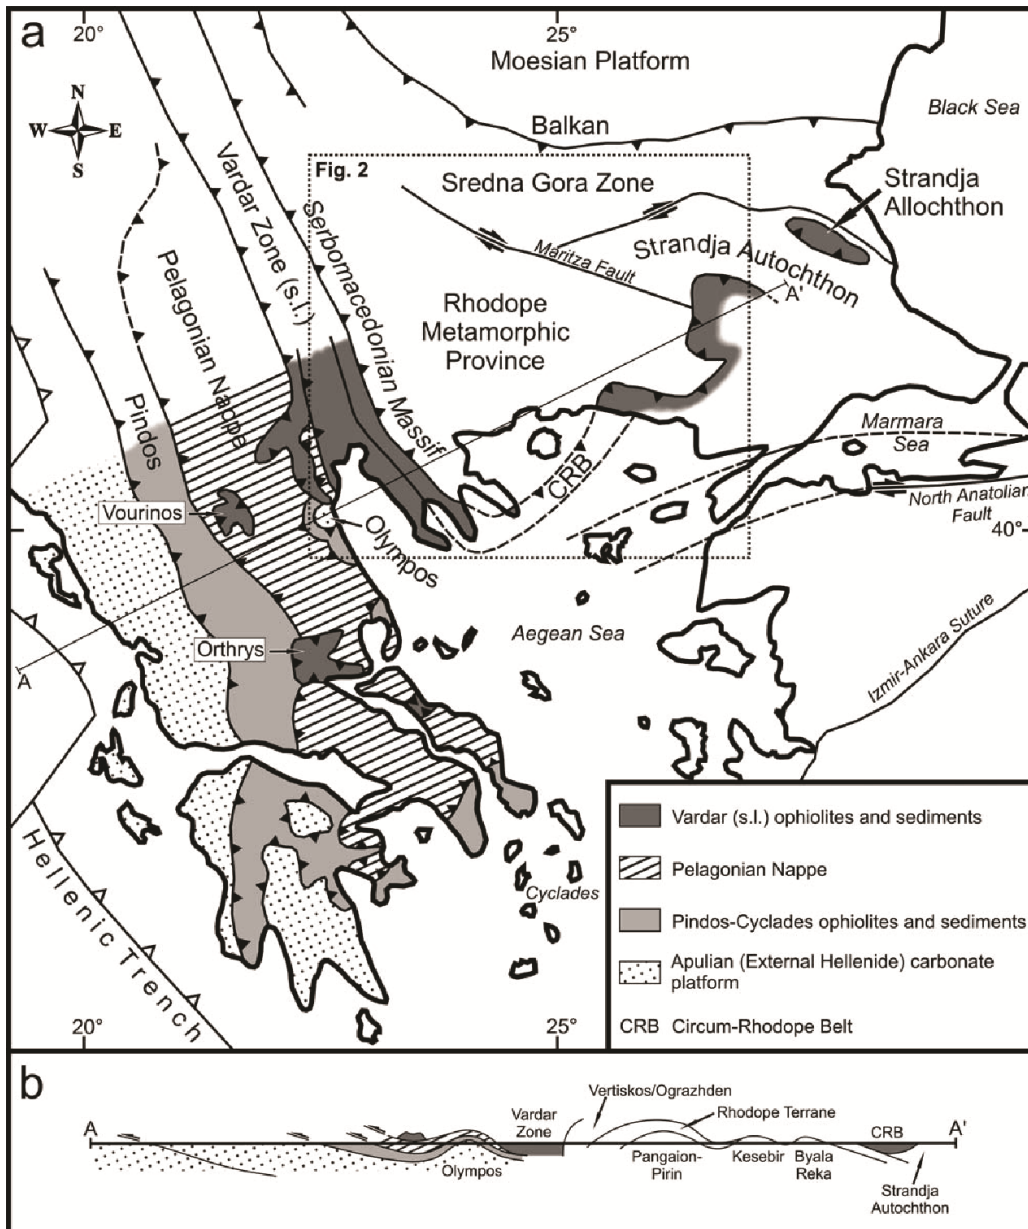 a
20°
25°
Moesian Platform
Black Sea
N
W
E
S
Balkan
Fig. 2
Sredna Gora Zone
Strandja
Allochthon
Vardar Zone (s.l.)
Serbomacedonian Massif
Maritza Fault
Strandja Autochthon
A'
Pelagonian Nappe
Rhodope
Metamorphic
Province
Pindos
Marmara
Sea
CRB
North Anatolian
Fault
Vourinos
Olympos
40°
Orthrys
Aegean Sea
Izmir-Ankara Suture
A
Hellenic Trench
Cyclades
Vardar (s.l.) ophiolites and sediments
Pelagonian Nappe
Pindos-Cyclades ophiolites and sediments
Apulian (External Hellenide) carbonate
platform
CRB Circum-Rhodope Belt
20°
25°
b
Vertiskos/Ograzhden
Vardar
Zone
Rhodope Terrane
A
CRB
A'
Olympos
Pangaion-
Pirin
Kesebir
Byala
Reka
Strandja
Autochthon